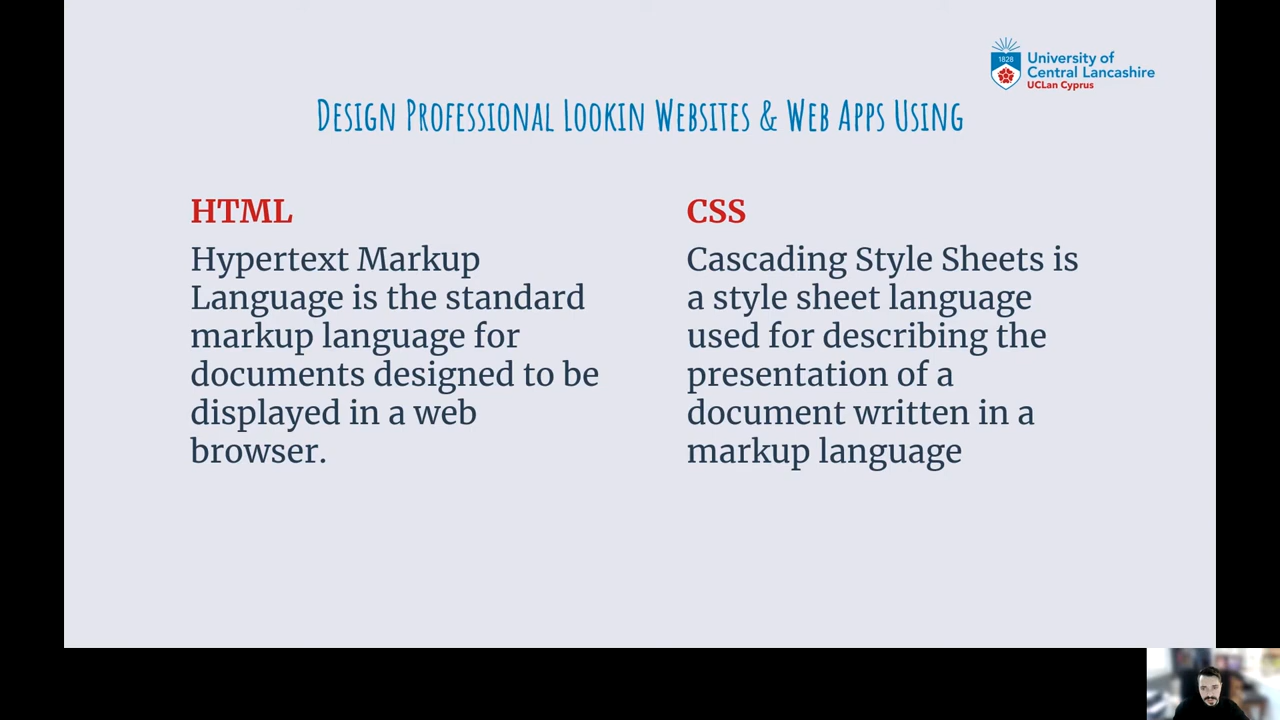 1828
University of
Central Lancashire
UCLan Cyprus
Design Professional Lookin Websites & Web Apps Using
HTML
Hypertext Markup
Language is the standard
markup language for
documents designed to be
displayed in a web
browser.
CSS
Cascading Style Sheets is
a style sheet language
used for describing the
presentation of a
document written in a
markup language